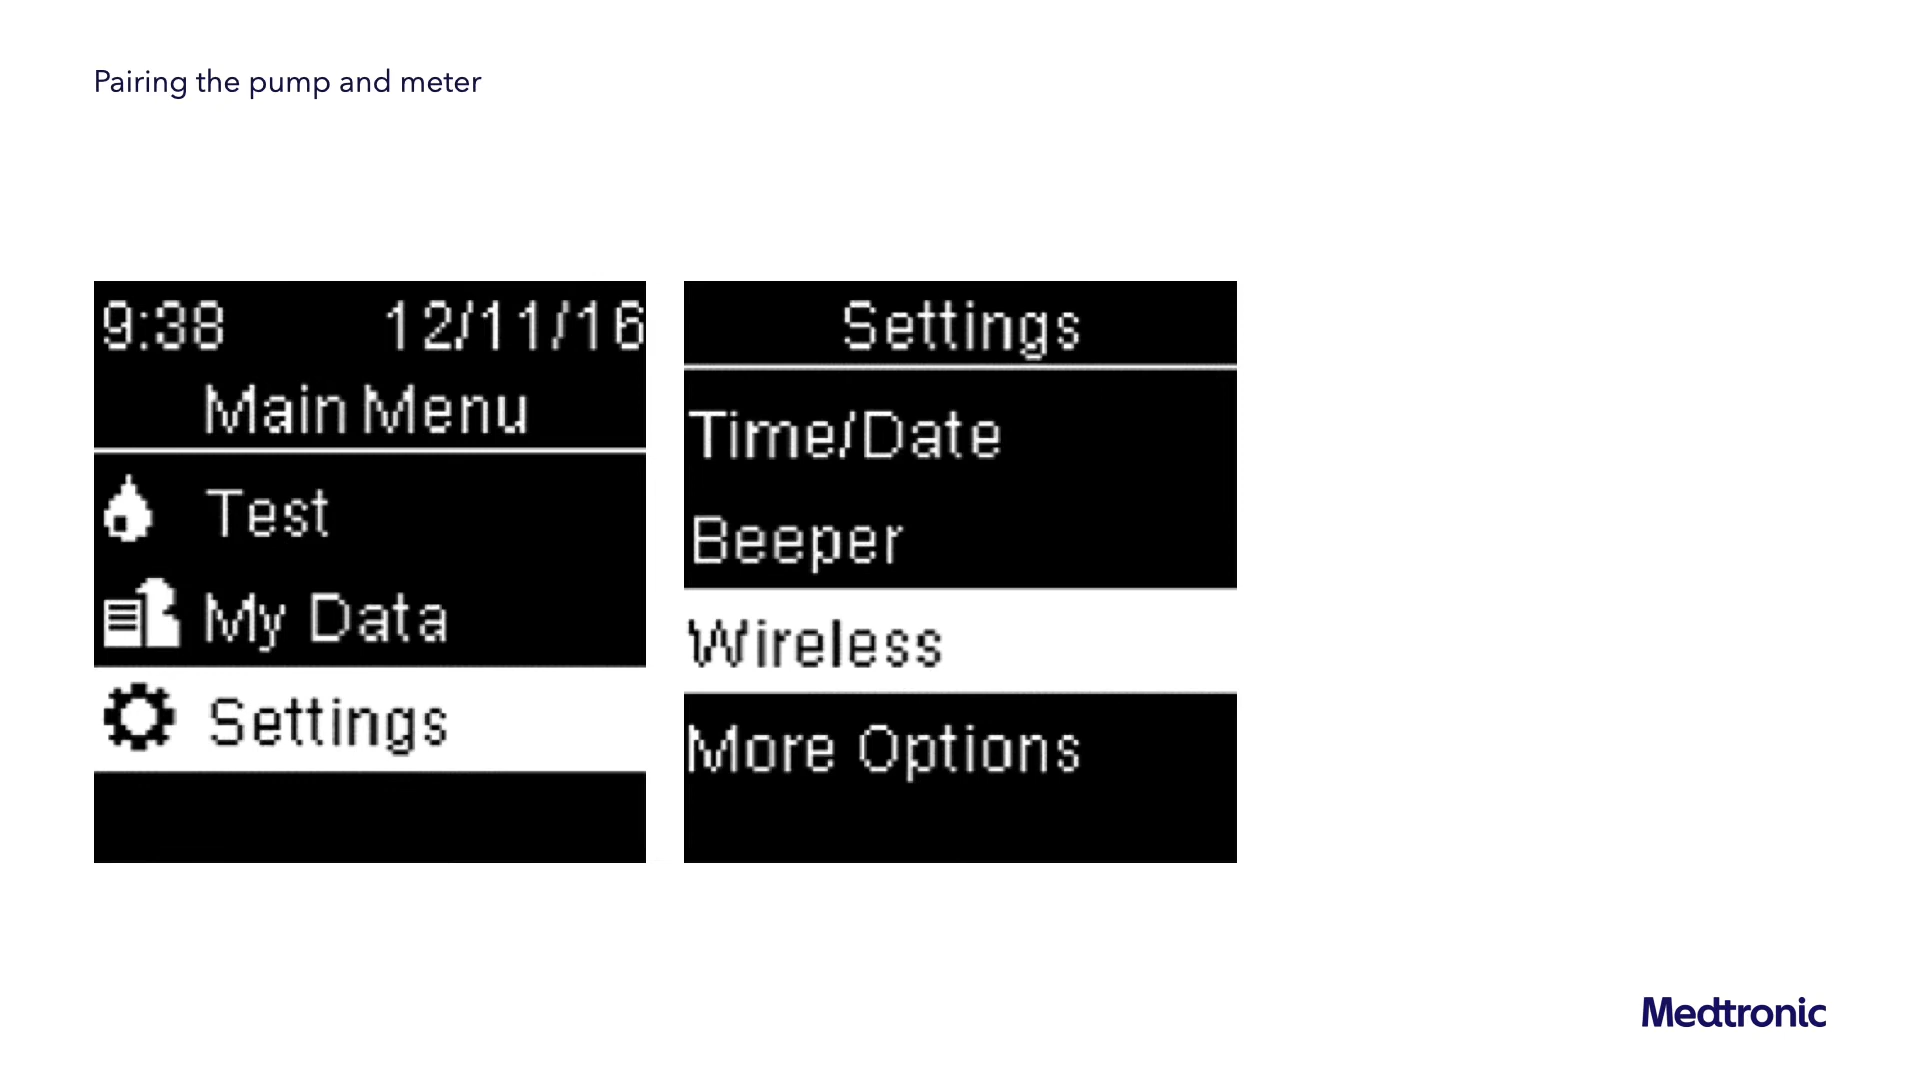 Pairing the pump and meter
9:38 12/11/16
Main Menu
Test
My Data
Settings
Settings
Time/Date
Beeper
Wireless
More Options
Medtronic